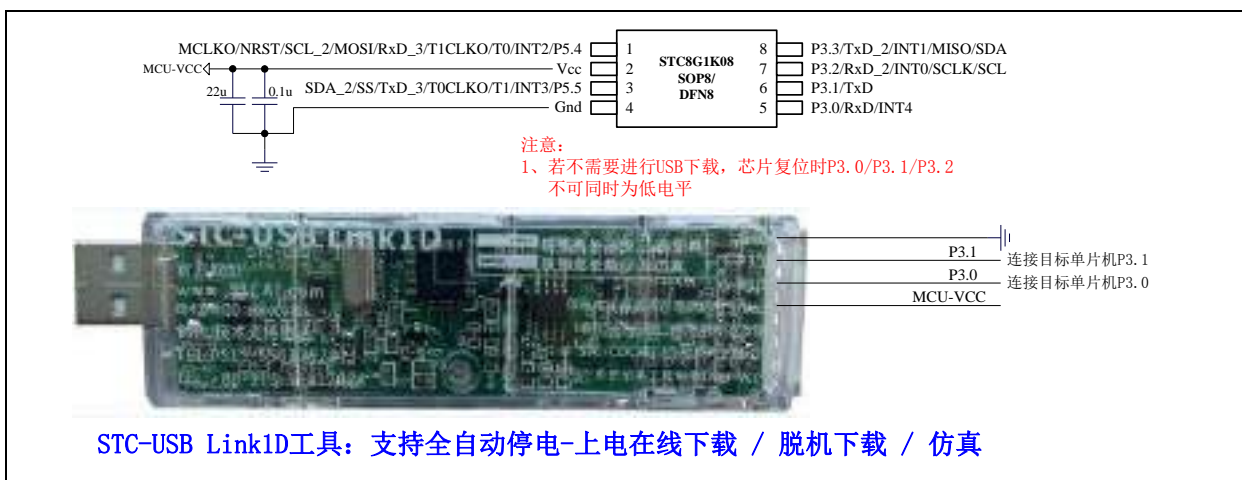 MCLKO/NRST/SCL_2/MOSI/RxD_3/T1CLKO/T0/INT2/P5.4
1
8
P3.3/TxD_2/INT1/MISO/SDA
STC8G1K08
MCU-VCC
Vcc
2
SOP8/
7
P3.2/RxD_2/INT0/SCLK/SCL
22u
0.1u
SDA_2/SS/TxD_3/T0CLKO/T1/INT3/P5.5
3
DFN8
6
P3.1/TxD
Gnd
4
5
P3.0/RxD/INT4
注意：
1、若不需要进行USB下载，芯片复位时P3.0/P3.1/P3.2
不可同时为低电平
STC-USB Link1D
P3.1
连接目标单片机P3.1
P3.0
连接目标单片机P3.0
MCU-VCC
STC-USB Link1D工具：支持全自动停电-上电在线下载 / 脱机下载 / 仿真